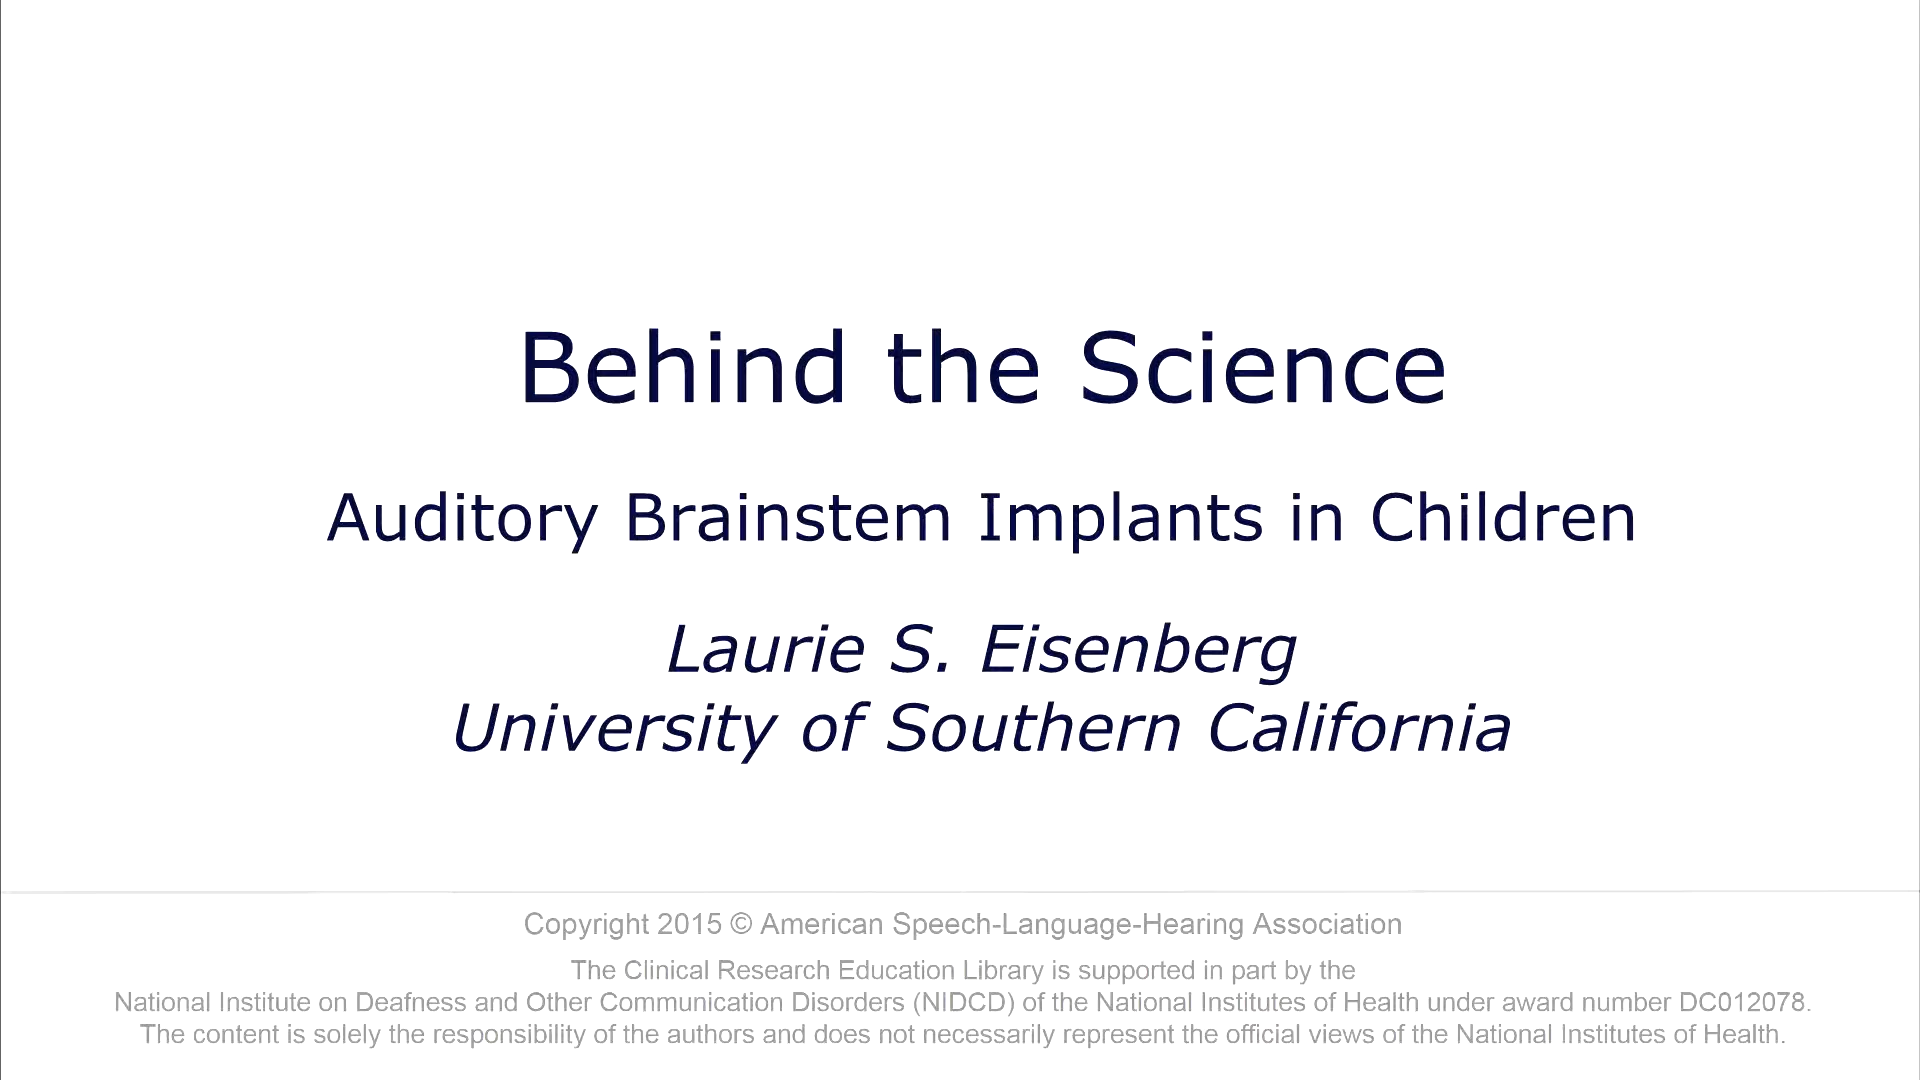 Behind the Science
Auditory Brainstem Implants in Children
Laurie S. Eisenberg
University of Southern California
Copyright 2015 © American Speech-Language-Hearing Association
The Clinical Research Education Library is supported in part by the
National Institute on Deafness and Other Communication Disorders (NIDCD) of the National Institutes of Health under award number DC012078.
The content is solely the responsibility of the authors and does not necessarily represent the official views of the National Institutes of Health.